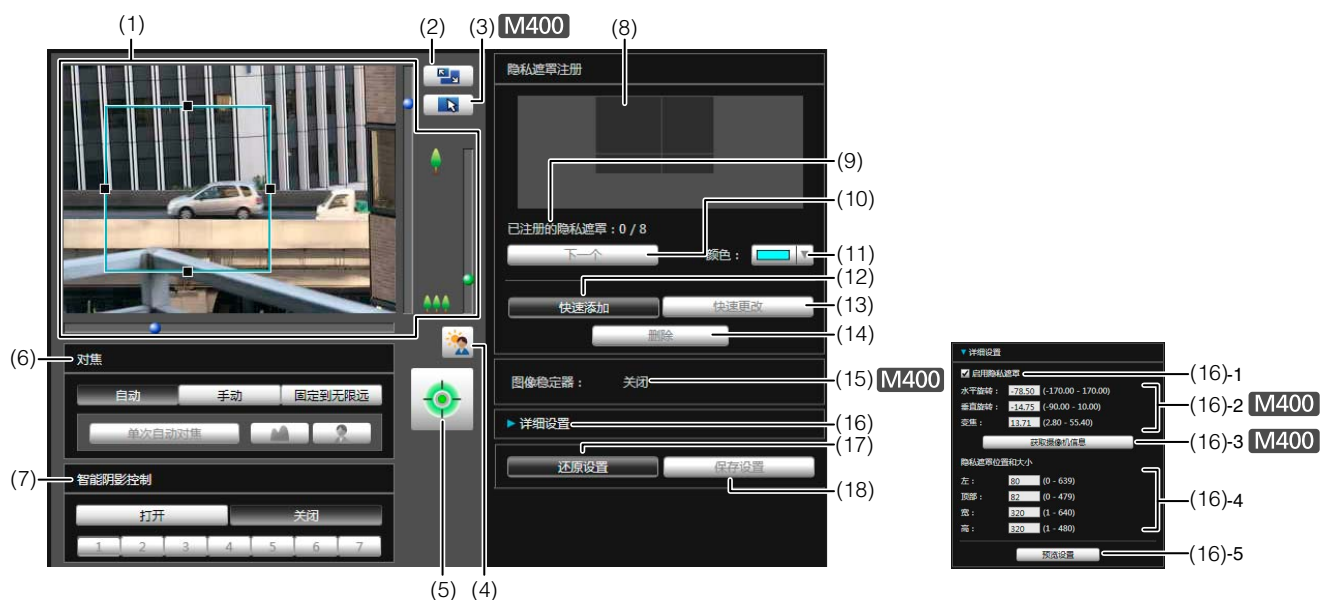 (1)
(2)
(3) M400
(8)
隐私遮罩注册
(9)
(10)
已注册的隐私遮罩：0 / 8
下一个
颜色：
(11)
(12)
快速添加
快速更改
(13)
删除
(14)
(6)
对焦
自动
手动
固定到无限远
单次自动对焦
图像稳定器：
关闭
(15) M400
详细设置
(16)
(17)
还原设置
保存设置
(18)
(7)
智能阴影控制
打开
关闭
1 2 3 4 5 6 7
(5)
(4)
详细设置
启用隐私遮罩
(16)-1
水平旋转： -78.50 (-170.00 - 170.00)
垂直旋转： -14.75 (-90.00 - 10.00)
变焦： 13.71 (2.80 - 55.40)
(16)-2 M400
获取摄像机信息
(16)-3 M400
隐私遮罩位置和大小
左： 80 (0 - 639)
顶部： 82 (0 - 479)
宽： 320 (1 - 640)
高： 320 (1 - 480)
(16)-4
预览设置
(16)-5